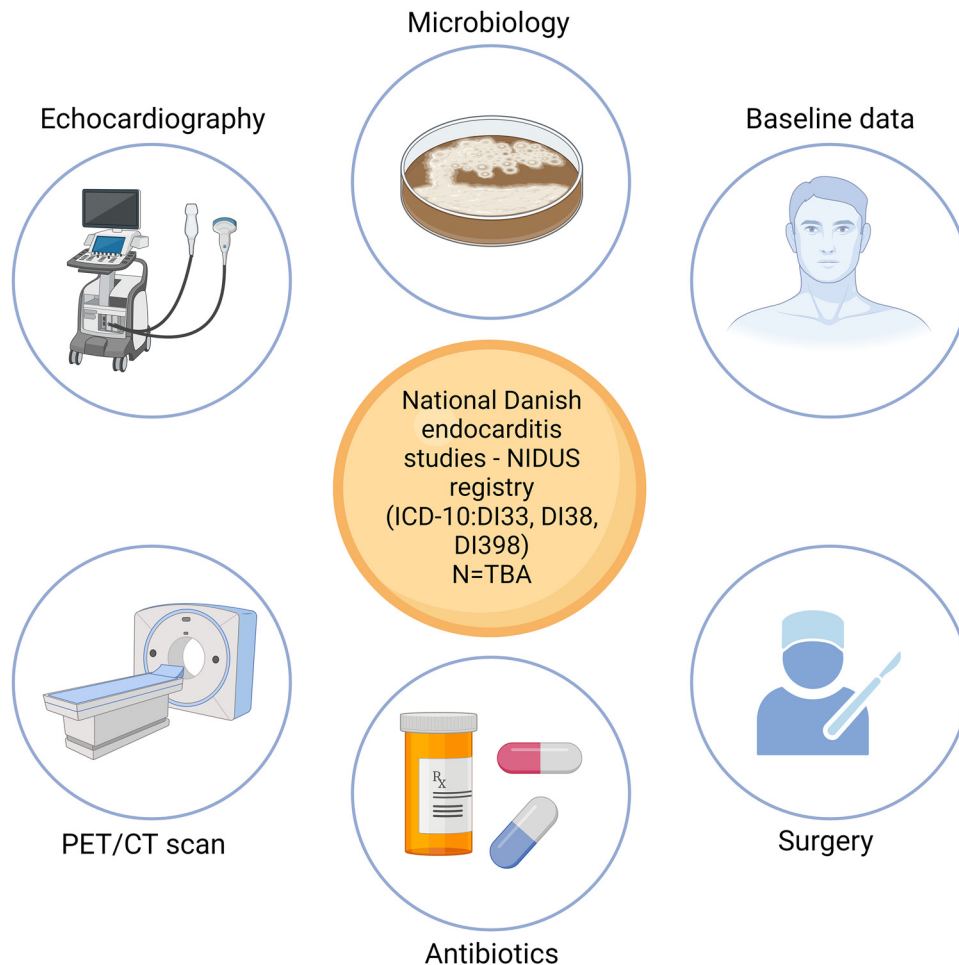 Microbiology
Echocardiography
Baseline data
National Danish
endocarditis
studies - NIDUS
registry
(ICD-10:DI33, DI38,
DI398)
N=TBA
Rx
PET/CT scan
Surgery
Antibiotics